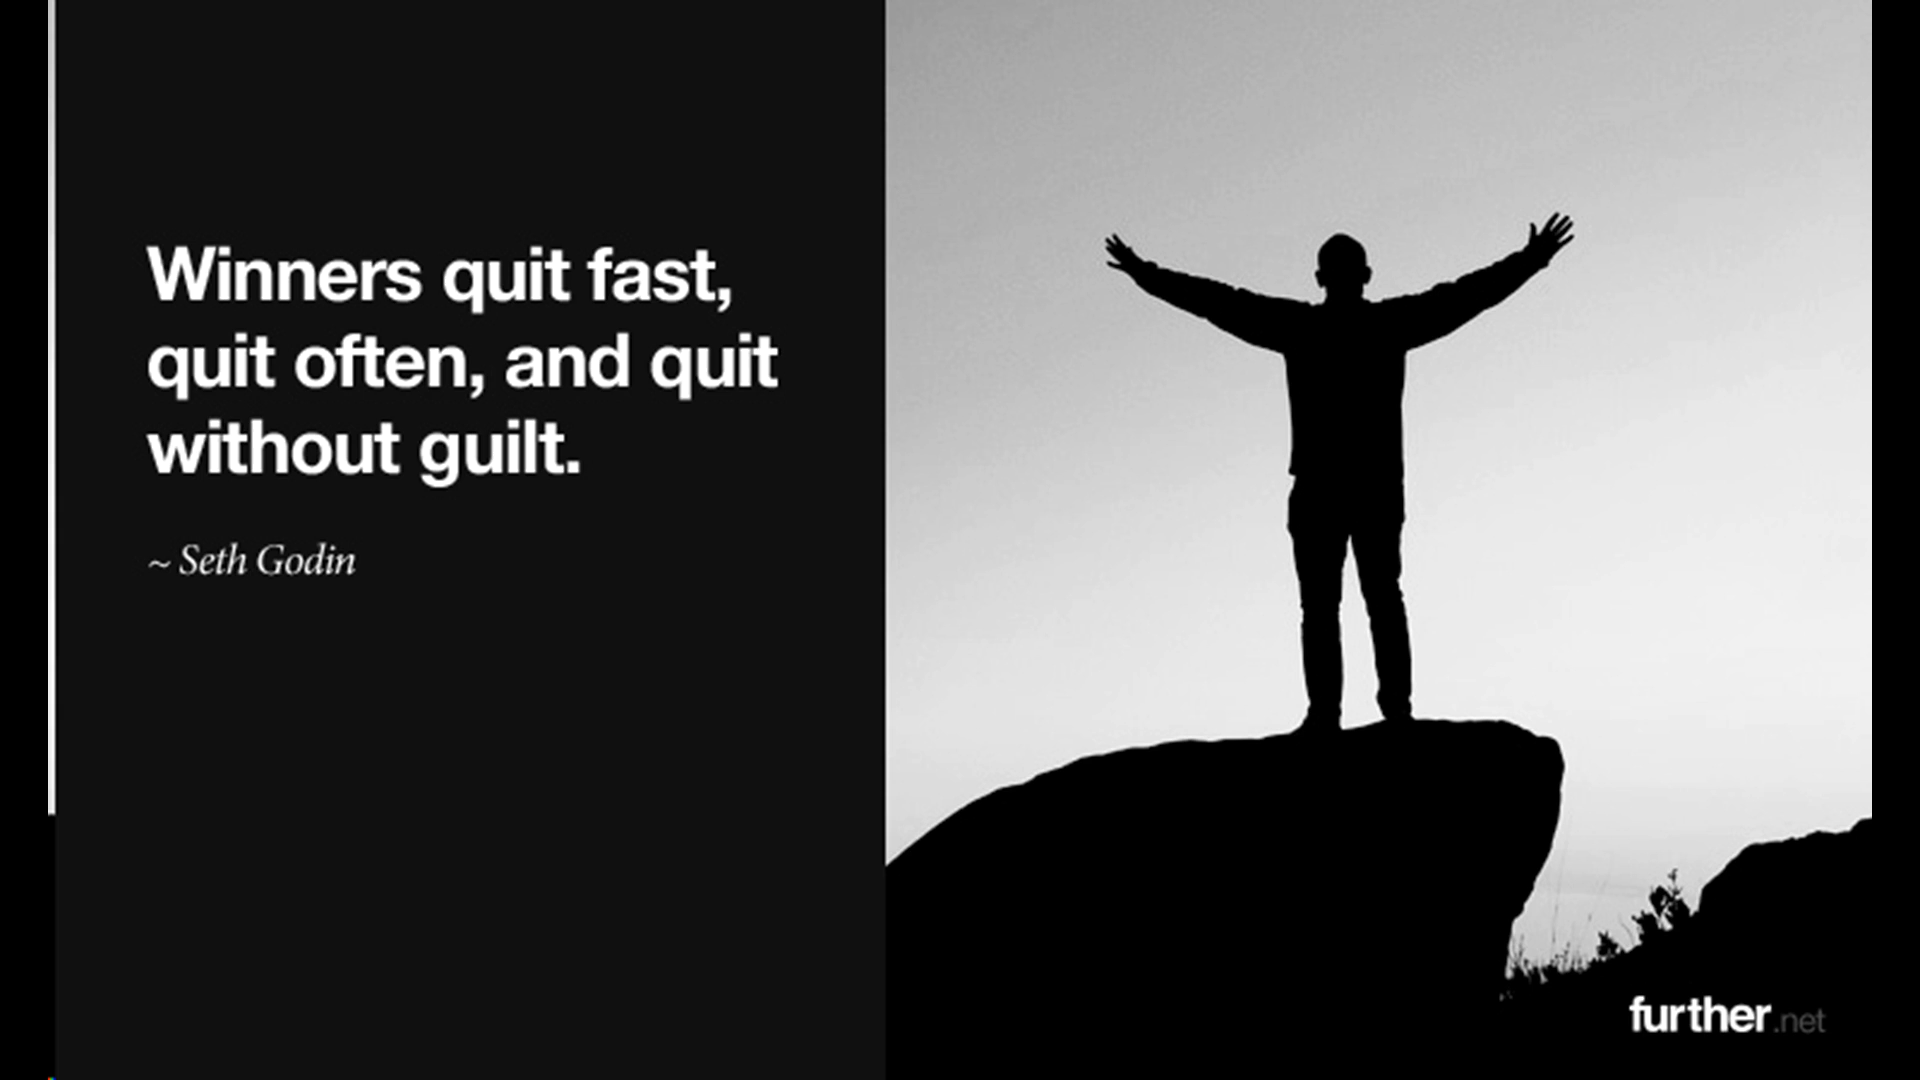 Winners quit fast,
quit often, and quit
without guilt.
~ Seth Godin
further.net